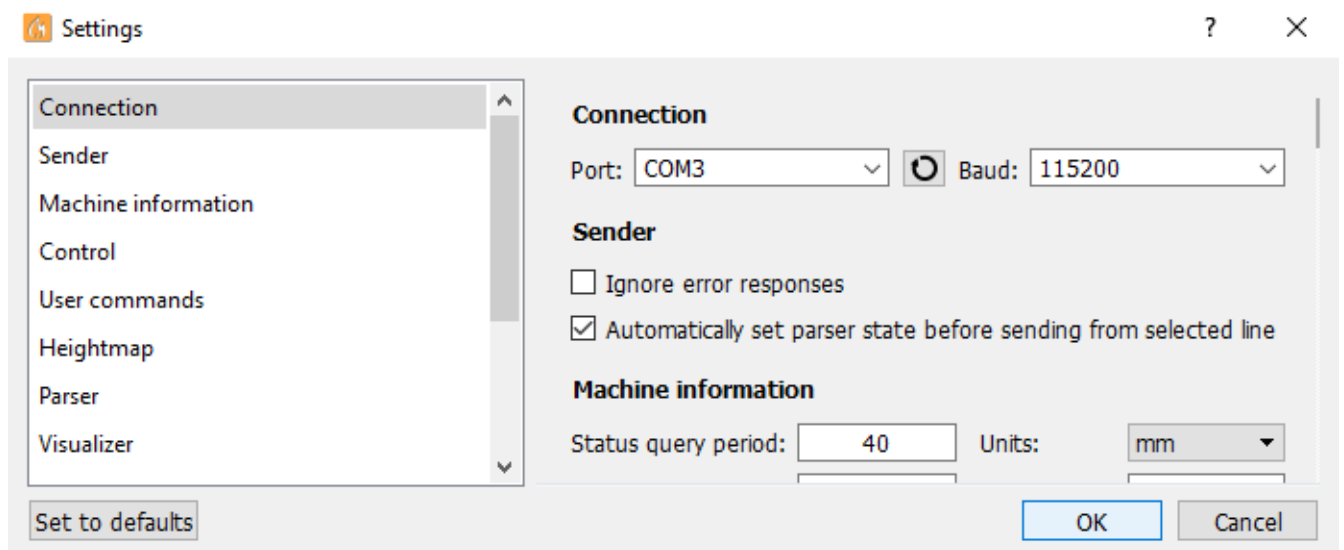 Settings
?
Connection
Sender
Machine information
Control
User commands
Heightmap
Parser
Visualizer
Connection
Port: COM3 Baud: 115200
Sender
Ignore error responses
Automatically set parser state before sending from selected line
Machine information
Status query period: 40 Units: mm
Set to defaults
OK
Cancel